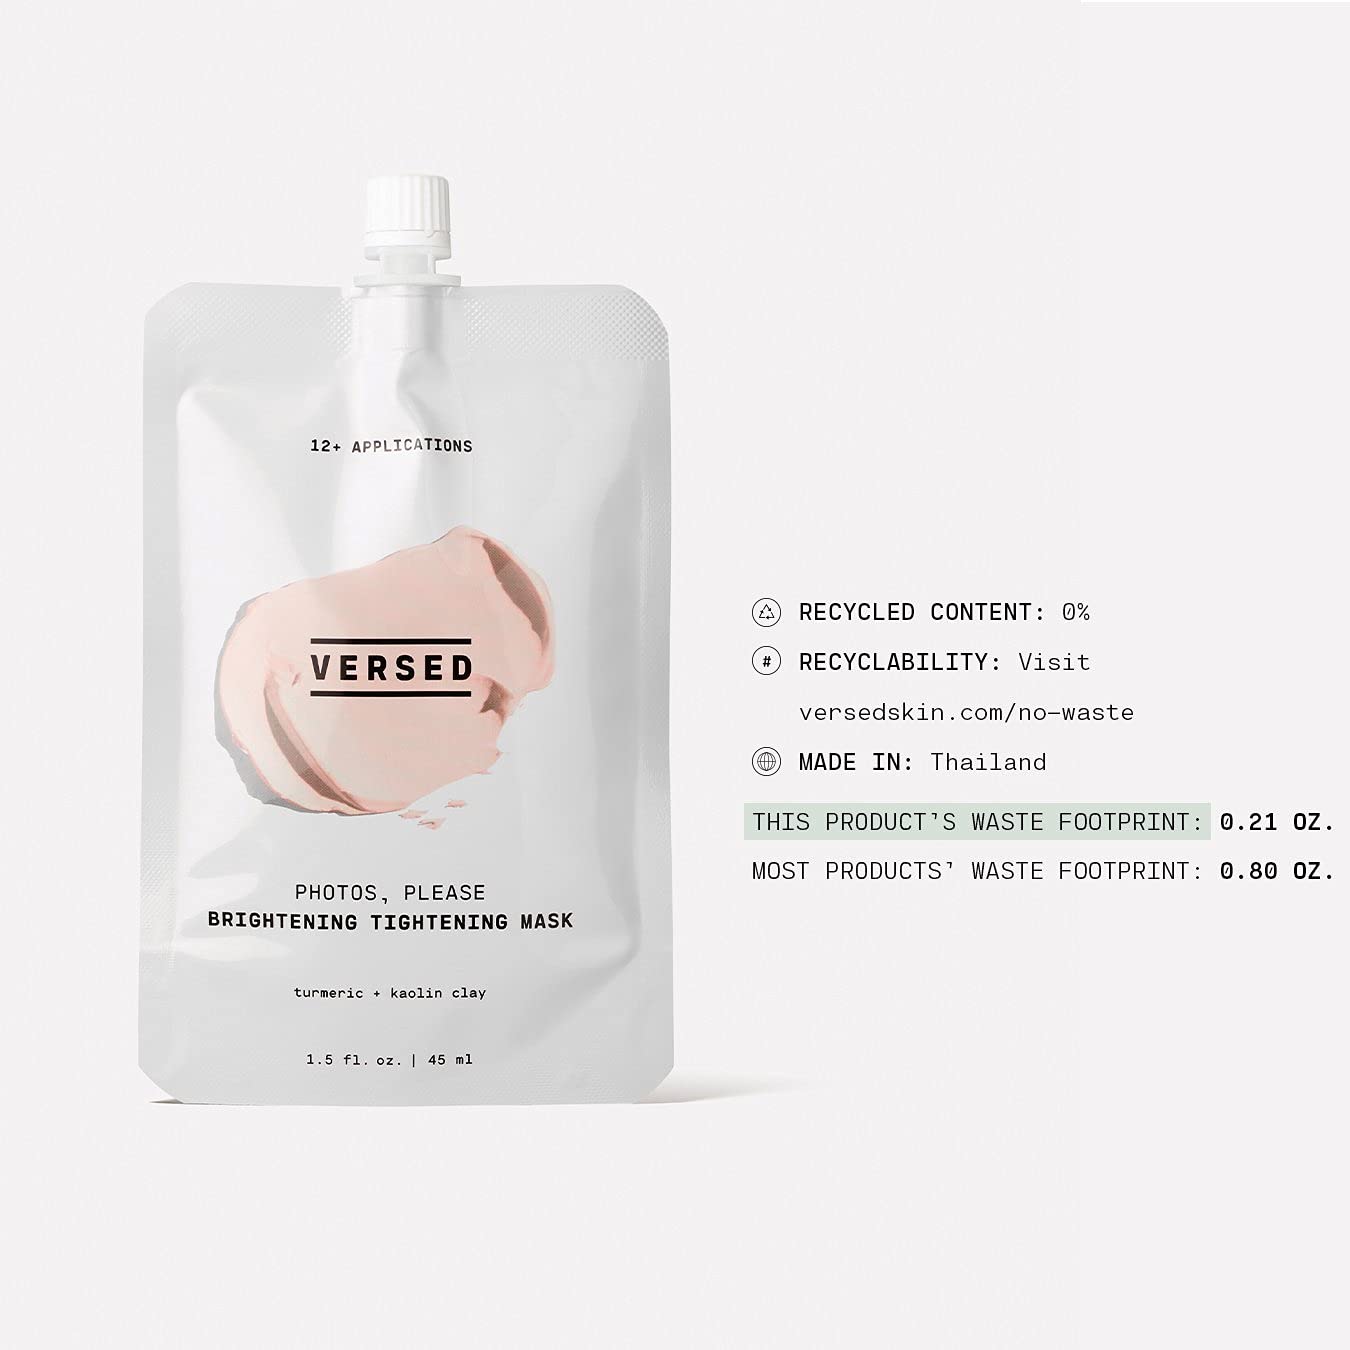 12+ APPLICATIONS
VERSED
PHOTOS, PLEASE
BRIGHTENING TIGHTENING MASK
turmeric + kaolin clay
1.5 fl. oz. | 45 ml
RECYCLED CONTENT: 0%
# RECYCLABILITY: Visit
versedskin.com/no-waste
MADE IN: Thailand
THIS PRODUCT'S WASTE FOOTPRINT: 0.21 OZ.
MOST PRODUCTS' WASTE FOOTPRINT: 0.80 OZ.